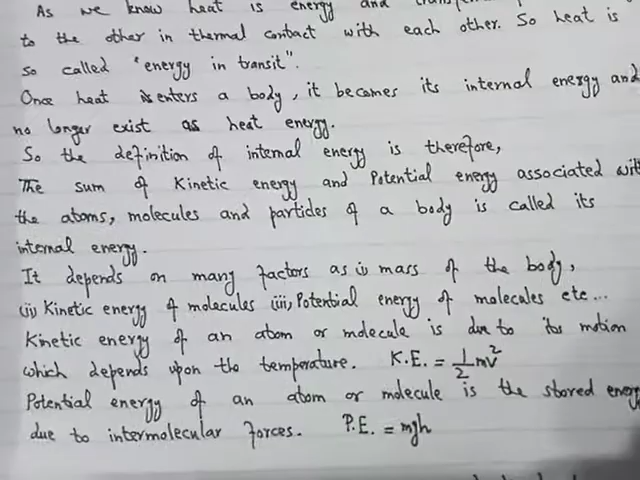 As we know heat is energy and
to the other in thermal contact with each other. So heat is
so called "energy in transit".
Once heat is enters a body, it becomes its internal energy and
no longer exist as heat energy.
So the definition of internal energy is therefore,
The sum of Kinetic energy and Potential energy associated with
the atoms, molecules and particles of a body is called its
internal energy.
It depends on many factors as (i) mass of the body,
(ii) Kinetic energy of molecules (iii) Potential energy of molecules etc...
Kinetic energy of an atom or molecule is due to its motion
which depends upon the temperature. K.E. = 1/2 mv²
Potential energy of an atom or molecule is the stored energy
due to intermolecular forces. P.E. = mgh